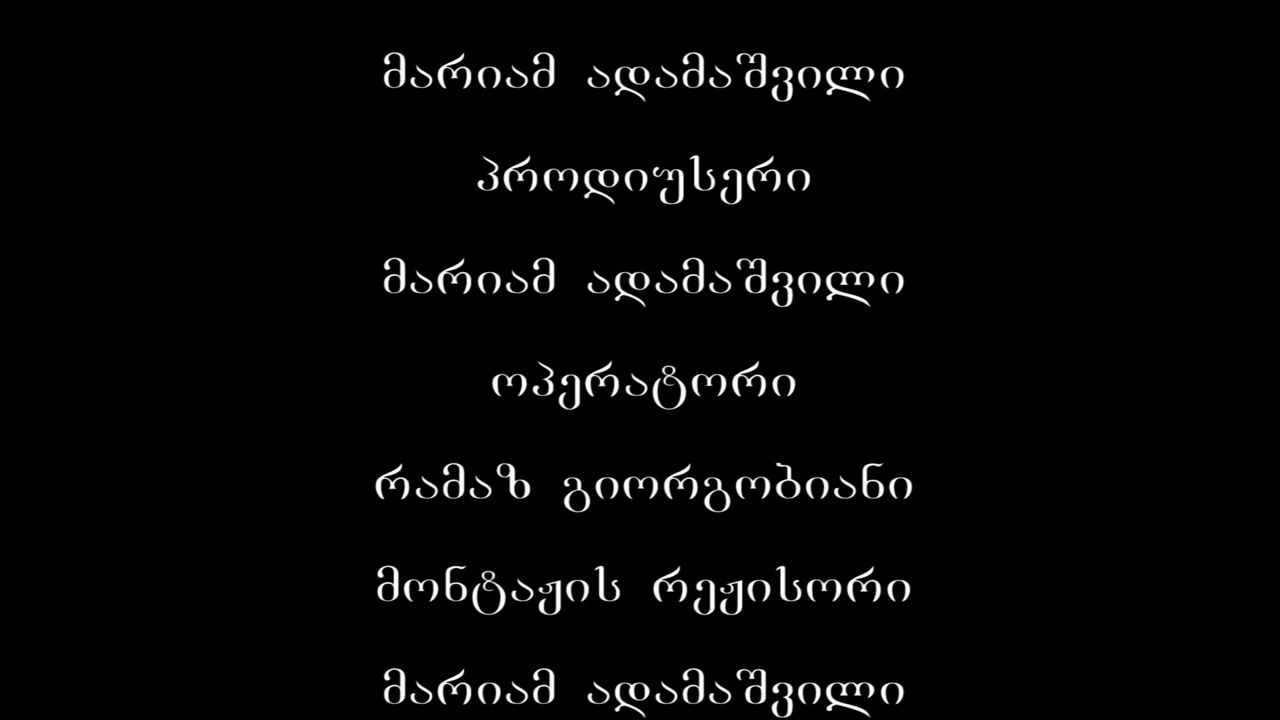 მარიამ ადამაშვილი
პროდიუსერი
მარიამ ადამაშვილი
ოპერატორი
რამაზ გიორგობიანი
მონტაჟის რეჟისორი
მარიამ ადამაშვილი